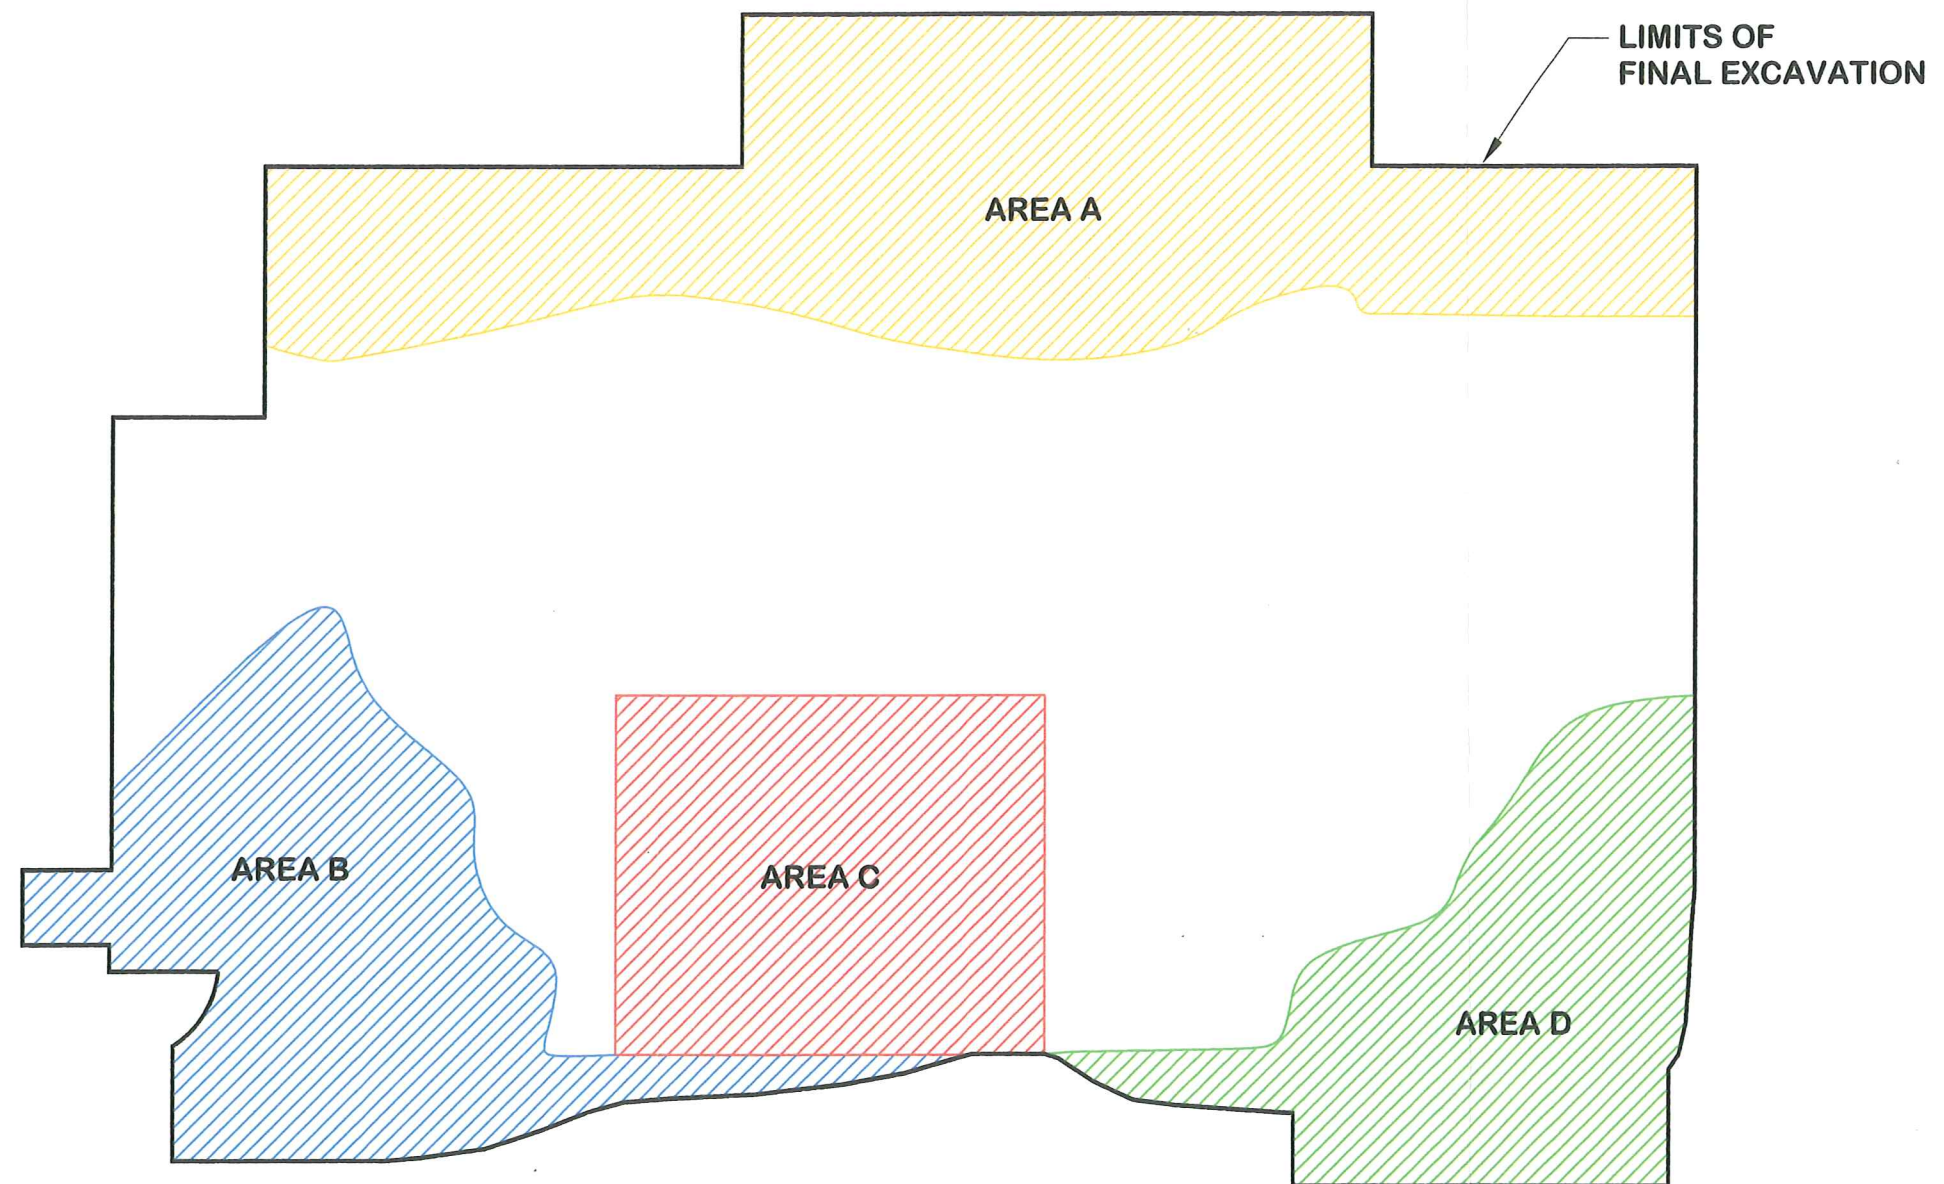 LIMITS OF
FINAL EXCAVATION
AREA A
AREA B
AREA C
AREA D